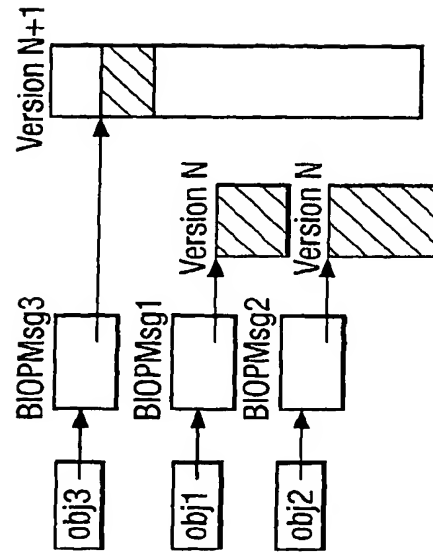 Version N+1
BIOPMsg3
obj3
Version N
BIOPMsg1
obj1
Version N
BIOPMsg2
obj2